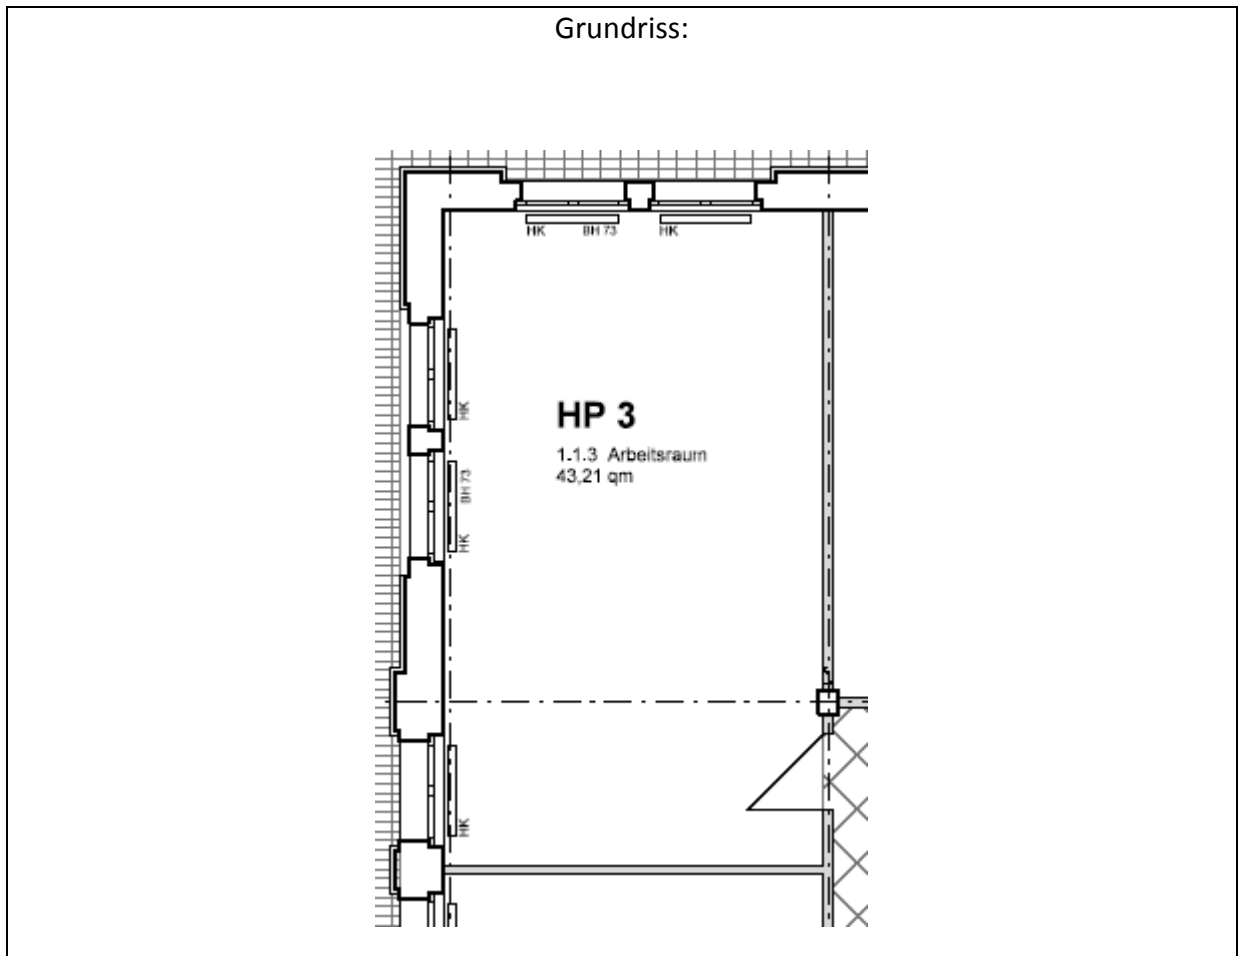 Grundriss:
HK BH 73 HK
HK
HP 3
1.1.3 Arbeitsraum
43,21 qm
BH 73
HK
HK